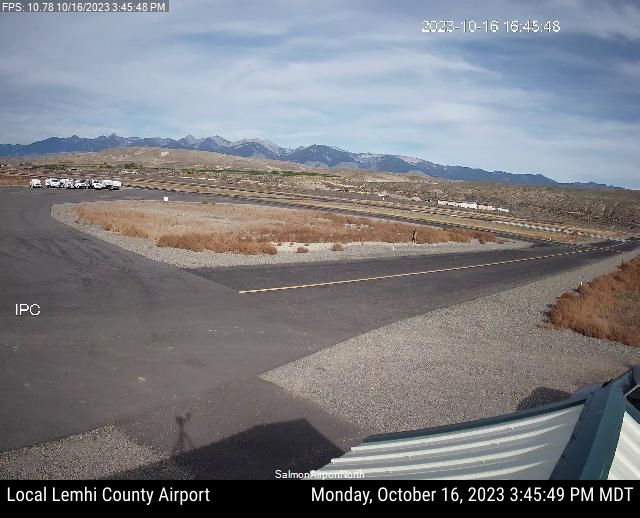 FPS: 10.78 10/16/2023 3:45:48 PM
2023-10-16 16:45:48
IPC
SalmonAirportNorth
Local Lemhi County Airport Monday, October 16, 2023 3:45:49 PM MDT